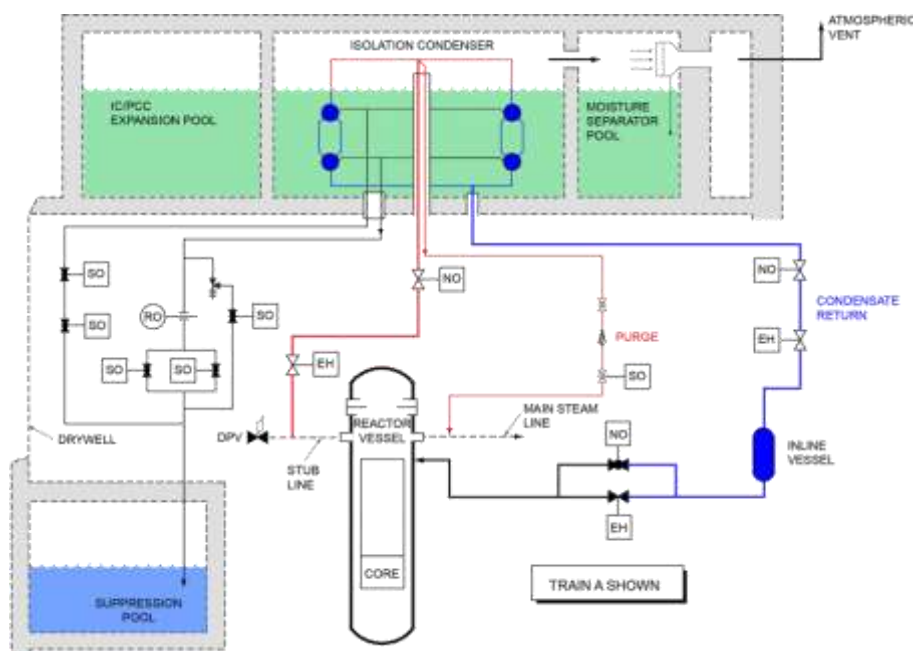 ATMOSPHERIC
VENT
ISOLATION CONDENSER
IC/PCC
EXPANSION POOL
MOISTURE
SEPARATOR
POOL
SO
SO
RO
SO
SO
SO
NO
EH
PURGE
SO
NO
CONDENSATE
RETURN
EH
DRYWELL
DPV
STUB
LINE
REACTOR
VESSEL
MAIN STEAM
LINE
NO
EH
INLINE
VESSEL
CORE
TRAIN A SHOWN
SUPPRESSION
POOL